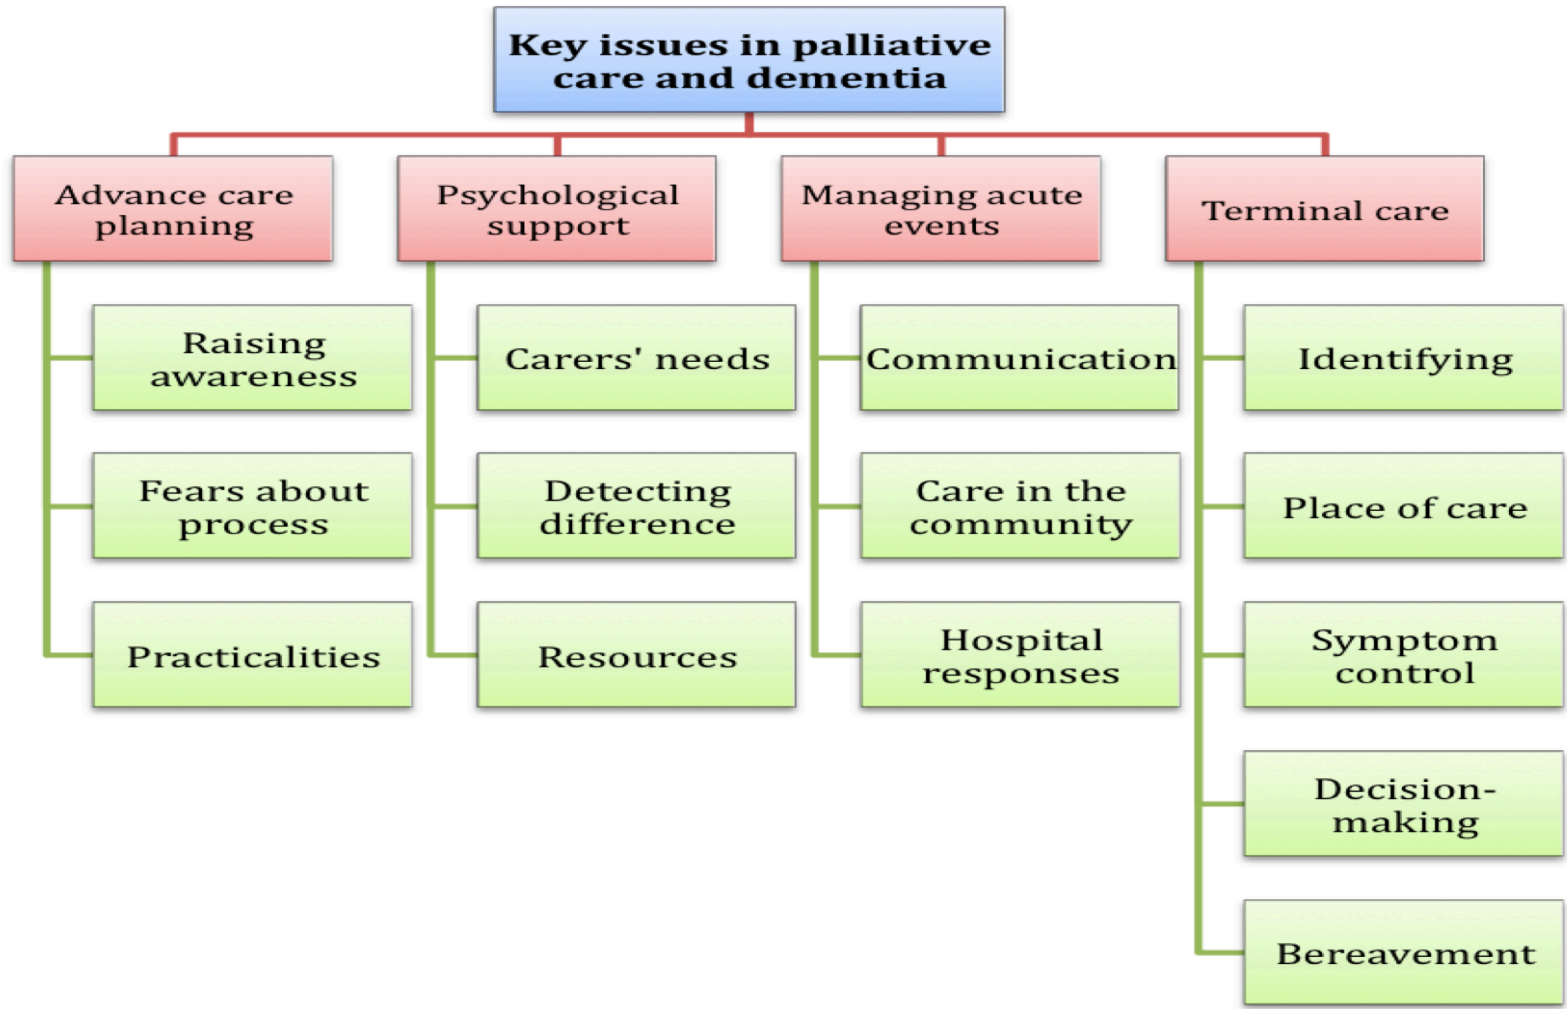 Key issues in palliative
care and dementia
Advance care
planning
Psychological
support
Managing acute
events
Terminal care
Raising
awareness
Fears about
process
Practicalities
Carers' needs
Detecting
difference
Resources
Communication
Care in the
community
Hospital
responses
Identifying
Place of care
Symptom
control
Decision-
making
Bereavement